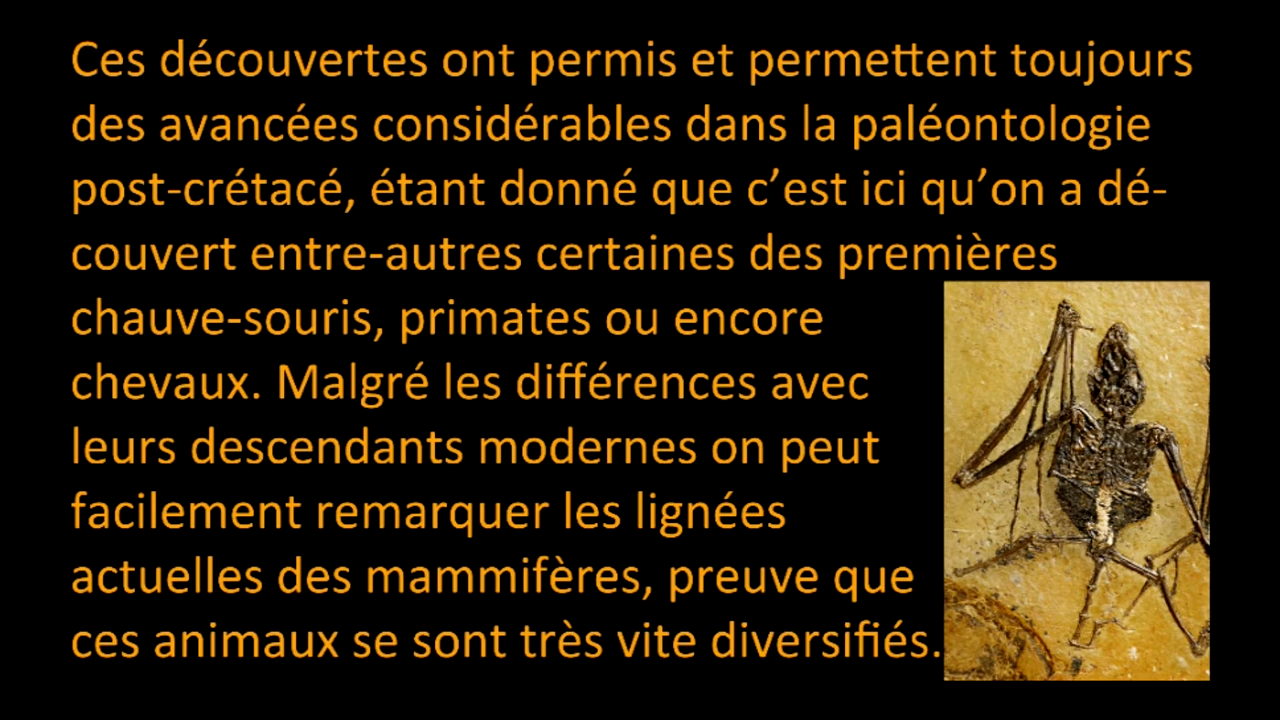 Ces découvertes ont permis et permettent toujours
des avancées considérables dans la paléontologie
post-crétacé, étant donné que c’est ici qu’on a dé-
couvert entre-autres certaines des premières
chauve-souris, primates ou encore
chevaux. Malgré les différences avec
leurs descendants modernes on peut
facilement remarquer les lignées
actuelles des mammifères, preuve que
ces animaux se sont très vite diversifiés.